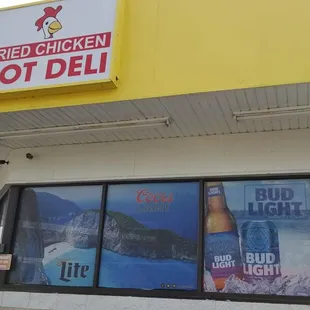 RIED CHICKEN
OT DELI
Lite
Coors
BUD
LIGHT
BUD
LIGHT
BUD
LIGHT